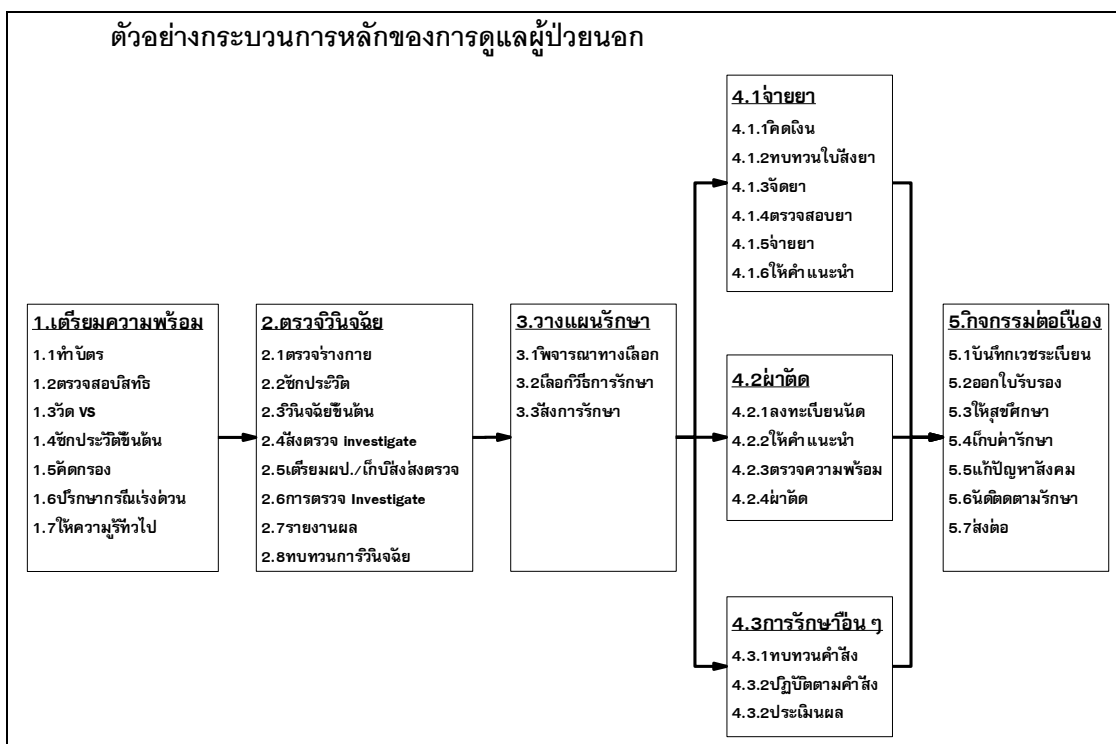 ตัวอย่างกระบวนการหลักของการดูแลผู้ป่วยนอก
1.เตรียมความพร้อม
1.1ทำบัตร
1.2ตรวจสอบสิทธิ
1.3วัด VS
1.4ซักประวัติขั้นต้น
1.5คัดกรอง
1.6ปรึกษากรณีเร่งด่วน
1.7ให้ความรู้ทั่วไป
2.ตรวจวินิจฉัย
2.1ตรวจร่างกาย
2.2ซักประวัติ
2.3วินิจฉัยขั้นต้น
2.4สั่งตรวจ investigate
2.5เตรียมผป./เก็บสิ่งส่งตรวจ
2.6การตรวจ Investigate
2.7รายงานผล
2.8ทบทวนการวินิจฉัย
3.วางแผนรักษา
3.1พิจารณาทางเลือก
3.2เลือกวิธีการรักษา
3.3สั่งการรักษา
4.1จ่ายยา
4.1.1คิดเงิน
4.1.2ทบทวนใบสั่งยา
4.1.3จัดยา
4.1.4ตรวจสอบยา
4.1.5จ่ายยา
4.1.6ให้คำแนะนำ
4.2ผ่าตัด
4.2.1ลงทะเบียนนัด
4.2.2ให้คำแนะนำ
4.2.3ตรวจความพร้อม
4.2.4ผ่าตัด
4.3การรักษาอื่น ๆ
4.3.1ทบทวนคำสั่ง
4.3.2ปฏิบัติตามคำสั่ง
4.3.2ประเมินผล
5.กิจกรรมต่อเนื่อง
5.1บันทึกเวชระเบียน
5.2ออกใบรับรอง
5.3ให้สุขศึกษา
5.4เก็บค่ารักษา
5.5แก้ปัญหาสังคม
5.6นัดติดตามรักษา
5.7ส่งต่อ